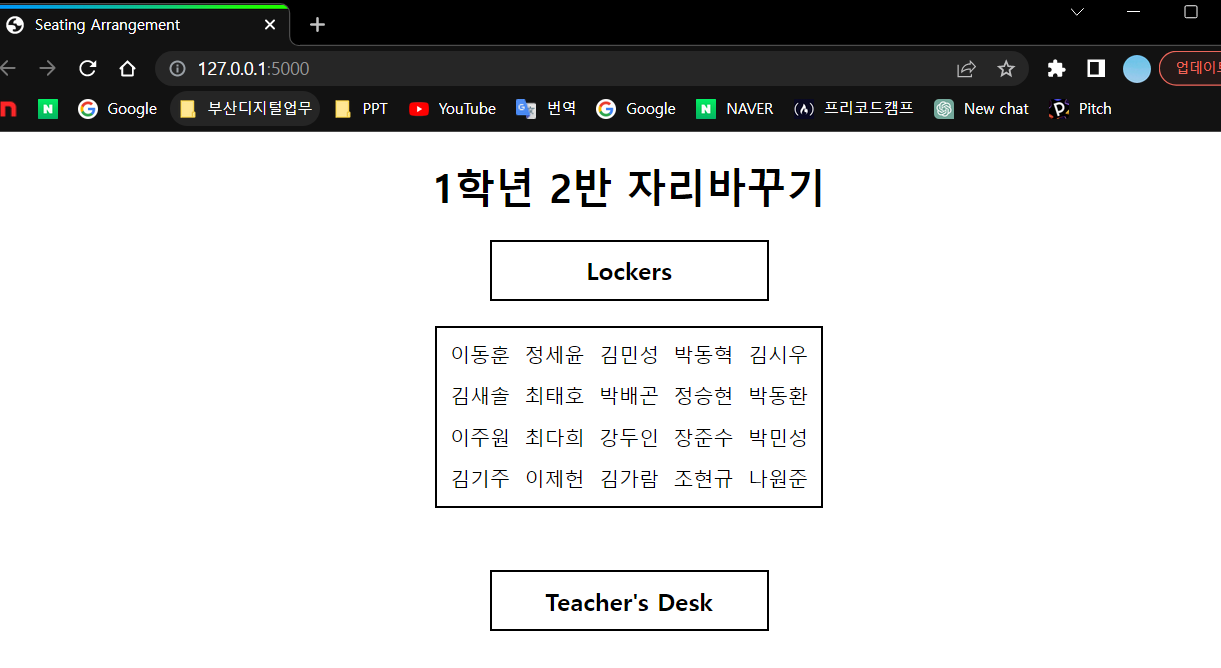 Seating Arrangement
127.0.0.1:5000
업데이트
Google 부산디지털업무 PPT YouTube 번역 Google NAVER 프리코드캠프 New chat Pitch
1학년 2반 자리바꾸기
Lockers
이동훈 정세윤 김민성 박동혁 김시우
김새솔 최태호 박배곤 정승현 박동환
이주원 최다희 강두인 장준수 박민성
김기주 이제헌 김가람 조현규 나원준
Teacher's Desk